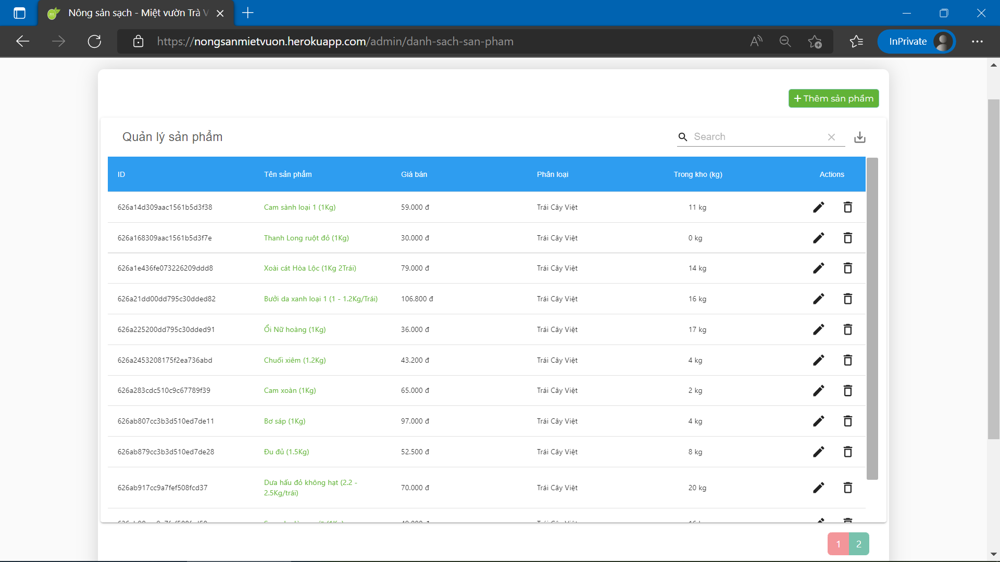 Nông sản sạch - Miệt vườn Trà V
https://nongsanmietvuon.herokuapp.com/admin/danh-sach-san-pham
InPrivate
+ Thêm sản phẩm
Quản lý sản phẩm
Search
ID Tên sản phẩm Giá bán Phân loại Trong kho (kg) Actions
626a14d309aac1561b5d3f38 Cam sành loại 1 (1Kg) 59.000 đ Trái Cây Việt 11 kg
626a168309aac1561b5d3f7e Thanh Long ruột đỏ (1Kg) 30.000 đ Trái Cây Việt 0 kg
626a1e436fe073226209ddd8 Xoài cát Hòa Lộc (1Kg 2Trái) 79.000 đ Trái Cây Việt 14 kg
626a21dd00dd795c30dded82 Bưởi da xanh loại 1 (1 - 1.2Kg/Trái) 106.800 đ Trái Cây Việt 16 kg
626a225200dd795c30dded91 Ổi Nữ hoàng (1Kg) 36.000 đ Trái Cây Việt 17 kg
626a2453208175f2ea736abd Chuối xiêm (1.2Kg) 43.200 đ Trái Cây Việt 4 kg
626a283cdc510c9c67789f39 Cam xoàn (1Kg) 65.000 đ Trái Cây Việt 2 kg
626ab807cc3b3d510ed7de11 Bơ sáp (1Kg) 97.000 đ Trái Cây Việt 4 kg
626ab879cc3b3d510ed7de28 Đu đủ (1.5Kg) 52.500 đ Trái Cây Việt 8 kg
626ab917cc9a7fef508fcd37 Dưa hấu đỏ không hạt (2.2 -
2.5Kg/trái) 70.000 đ Trái Cây Việt 20 kg
1 2